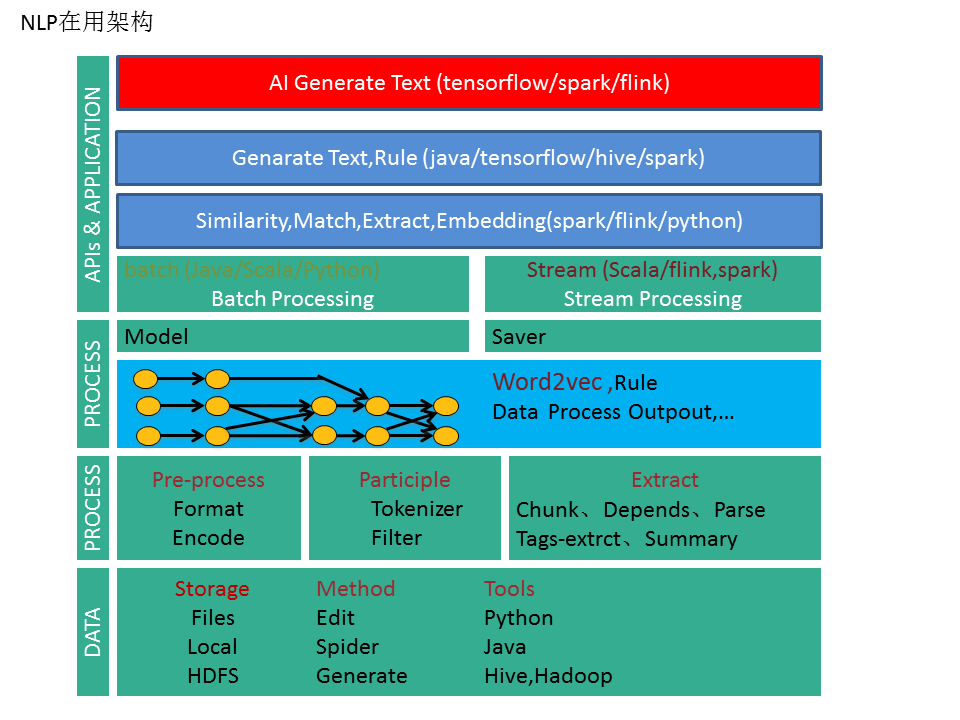 NLP在用架构
APIs & APPLICATION
AI Generate Text (tensorflow/spark/flink)
Genarate Text,Rule (java/tensorflow/hive/spark)
Similarity,Match,Extract,Embedding(spark/flink/python)
batch (Java/Scala/Python)
Batch Processing
Stream (Scala/flink,spark)
Stream Processing
PROCESS
Model
Saver
Word2vec ,Rule
Data Process Outpout,...
PROCESS
Pre-process
Format
Encode
Participle
Tokenizer
Filter
Extract
Chunk、Depends、Parse
Tags-extrct、Summary
DATA
Storage
Files
Local
HDFS
Method
Edit
Spider
Generate
Tools
Python
Java
Hive,Hadoop